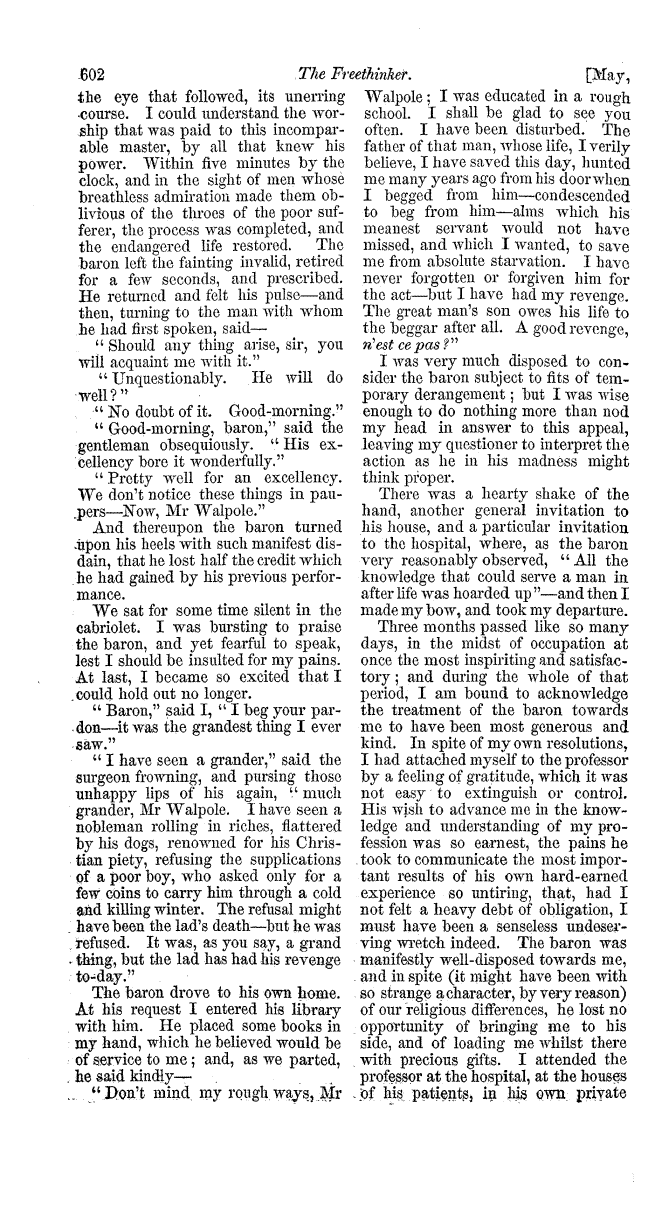 602 The Freethinker. [May,
the eye that followed, its unerring
course. I could understand the wor-
ship that was paid to this incompar-
able master, by all that knew his
power. Within five minutes by the
clock, and in the sight of men whose
breathless admiration made them ob-
livious of the throes of the poor suf-
ferer, the process was completed, and
the endangered life restored. The
baron left the fainting invalid, retired
for a few seconds, and prescribed.
He returned and felt his pulse—and
then, turning to the man with whom
he had first spoken, said—
“ Should any thing arise, sir, you
will acquaint me with it.”
“ Unquestionably. He will do
well ? ”
“ No doubt of it. Good-morning.”
“ Good-morning, baron,” said the
gentleman obsequiously. “ His ex-
cellency bore it wonderfully.”
“ Pretty well for an excellency.
We don't notice these things in pau-
pers—Now, Mr Walpole.”
And thereupon the baron turned
upon his heels with such manifest dis-
dain, that he lost half the credit which
he had gained by his previous perfor-
mance.
We sat for some time silent in the
cabriolet. I was bursting to praise
the baron, and yet fearful to speak,
lest I should be insulted for my pains.
At last, I became so excited that I
could hold out no longer.
“ Baron,” said I, “ I beg your par-
don—it was the grandest thing I ever
saw.”
“ I have seen a grander,” said the
surgeon frowning, and pursing those
unhappy lips of his again, “ much
grander, Mr Walpole. I have seen a
nobleman rolling in riches, flattered
by his dogs, renowned for his Chris-
tian piety, refusing the supplications
of a poor boy, who asked only for a
few coins to carry him through a cold
and killing winter. The refusal might
have been the lad's death—but he was
refused. It was, as you say, a grand
thing, but the lad has had his revenge
to-day.”
The baron drove to his own home.
At his request I entered his library
with him. He placed some books in
my hand, which he believed would be
of service to me ; and, as we parted,
he said kindly—
“ Don't mind my rough ways, Mr
Walpole ; I was educated in a rough
school. I shall be glad to see you
often. I have been disturbed. The
father of that man, whose life, I verily
believe, I have saved this day, hunted
me many years ago from his door when
I begged from him—condescended
to beg from him—alms which his
meanest servant would not have
missed, and which I wanted, to save
me from absolute starvation. I have
never forgotten or forgiven him for
the act—but I have had my revenge.
The great man's son owes his life to
the beggar after all. A good revenge,
n'est ce pas ?”
I was very much disposed to con-
sider the baron subject to fits of tem-
porary derangement ; but I was wise
enough to do nothing more than nod
my head in answer to this appeal,
leaving my questioner to interpret the
action as he in his madness might
think proper.
There was a hearty shake of the
hand, another general invitation to
his house, and a particular invitation
to the hospital, where, as the baron
very reasonably observed, “ All the
knowledge that could serve a man in
after life was hoarded up”—and then I
made my bow, and took my departure.
Three months passed like so many
days, in the midst of occupation at
once the most inspiriting and satisfac-
tory ; and during the whole of that
period, I am bound to acknowledge
the treatment of the baron towards
me to have been most generous and
kind. In spite of my own resolutions,
I had attached myself to the professor
by a feeling of gratitude, which it was
not easy to extinguish or control.
His wish to advance me in the know-
ledge and understanding of my pro-
fession was so earnest, the pains he
took to communicate the most impor-
tant results of his own hard-earned
experience so untiring, that, had I
not felt a heavy debt of obligation, I
must have been a senseless undeser-
ving wretch indeed. The baron was
manifestly well-disposed towards me,
and in spite (it might have been with
so strange a character, by very reason)
of our religious differences, he lost no
opportunity of bringing me to his
side, and of loading me whilst there
with precious gifts. I attended the
professor at the hospital, at the houses
of his patients, in his own private